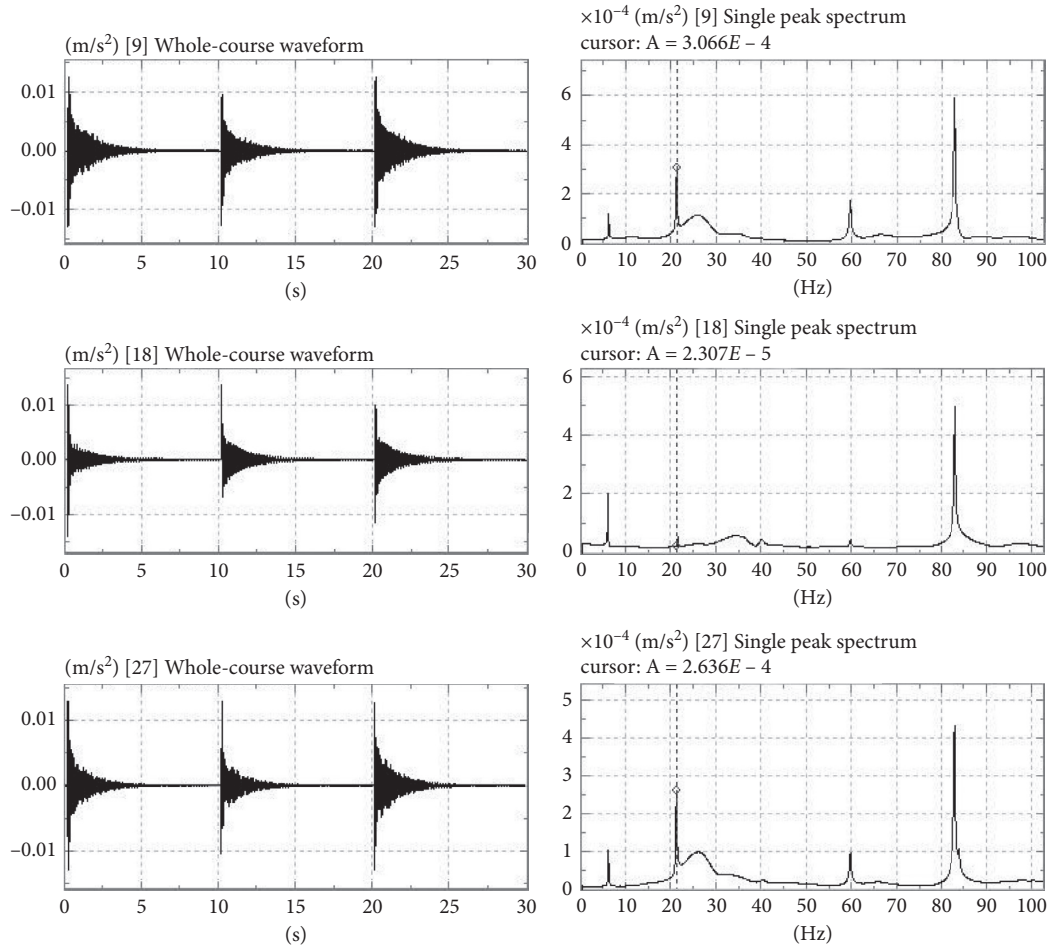 (m/s²) [9] Whole-course waveform
0.01
0.00
–0.01
0 5 10 15 20 25 30
(s)
×10⁻⁴ (m/s²) [9] Single peak spectrum
cursor: A = 3.066E – 4
6
4
2
0
0 10 20 30 40 50 60 70 80 90 100
(Hz)
(m/s²) [18] Whole-course waveform
0.01
0.00
–0.01
0 5 10 15 20 25 30
(s)
×10⁻⁴ (m/s²) [18] Single peak spectrum
cursor: A = 2.307E – 5
6
4
2
0
0 10 20 30 40 50 60 70 80 90 100
(Hz)
(m/s²) [27] Whole-course waveform
0.01
0.00
–0.01
0 5 10 15 20 25 30
(s)
×10⁻⁴ (m/s²) [27] Single peak spectrum
cursor: A = 2.636E – 4
5
4
3
2
1
0
0 10 20 30 40 50 60 70 80 90 100
(Hz)